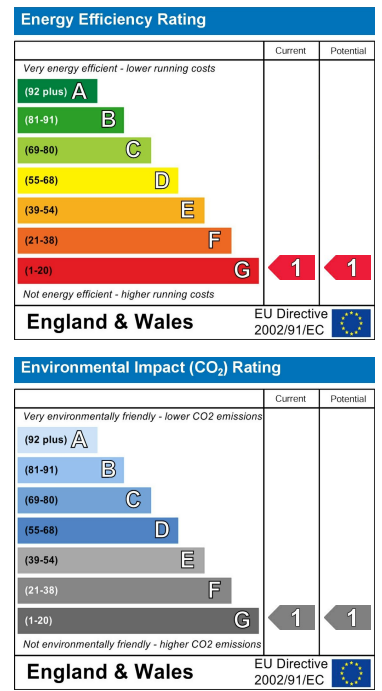 Energy Efficiency Rating
Current Potential
Very energy efficient - lower running costs
(92 plus) A
(81-91) B
(69-80) C
(55-68) D
(39-54) E
(21-38) F
(1-20) G 1 1
Not energy efficient - higher running costs
England & Wales EU Directive
2002/91/EC
Environmental Impact (CO₂) Rating
Current Potential
Very environmentally friendly - lower CO2 emissions
(92 plus) A
(81-91) B
(69-80) C
(55-68) D
(39-54) E
(21-38) F
(1-20) G 1 1
Not environmentally friendly - higher CO2 emissions
England & Wales EU Directive
2002/91/EC